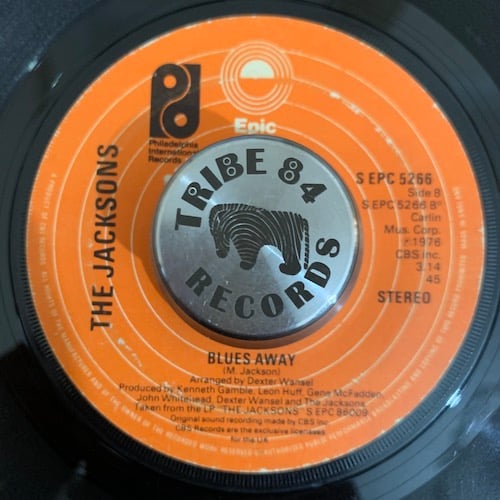 Philadelphia
International
Records
Epic
THE JACKSONS
TRIBE 84
RECORDS
S EPC 5266
Side B
S EPC 5266 B°
Carlin
Mus. Corp.
℗1976
CBS Inc.
3.14
45
STEREO
BLUES AWAY
(M. Jackson)
Arranged by Dexter Wansel
Produced by Kenneth Gamble, Leon Huff, Gene McFadden,
John Whitehead, Dexter Wansel and The Jacksons
Taken from the LP "THE JACKSONS" S EPC 86009
Original sound recording made by CBS Inc
CBS Records are the exclusive licensees
for the UK